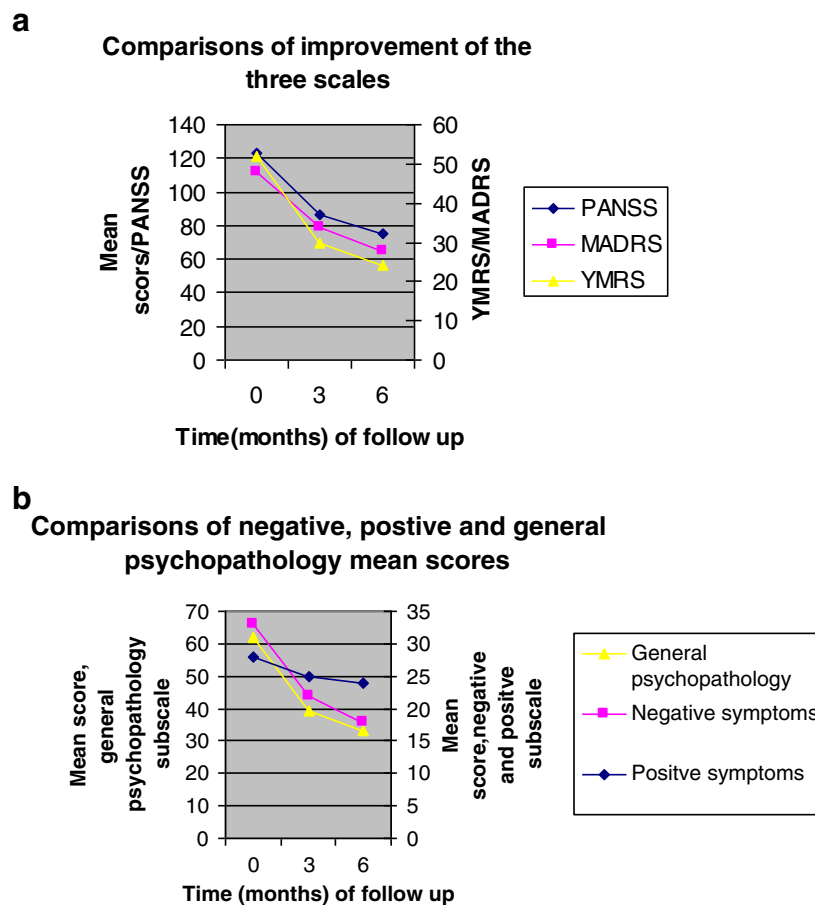 a
Comparisons of improvement of the
three scales
140
120
100
80
60
40
20
0
Mean
scors/PANSS
60
50
40
30
20
10
0
YMRS/MADRS
0 3 6
Time(months) of follow up
PANSS
MADRS
YMRS
b
Comparisons of negative, postive and general
psychopathology mean scores
70
60
50
40
30
20
10
0
Mean score,
general
psychopathology
subscale
35
30
25
20
15
10
5
0
Mean
score,negative
and positve
subscale
0 3 6
Time (months) of follow up
General
psychopathology
Negative symptoms
Positve symptoms